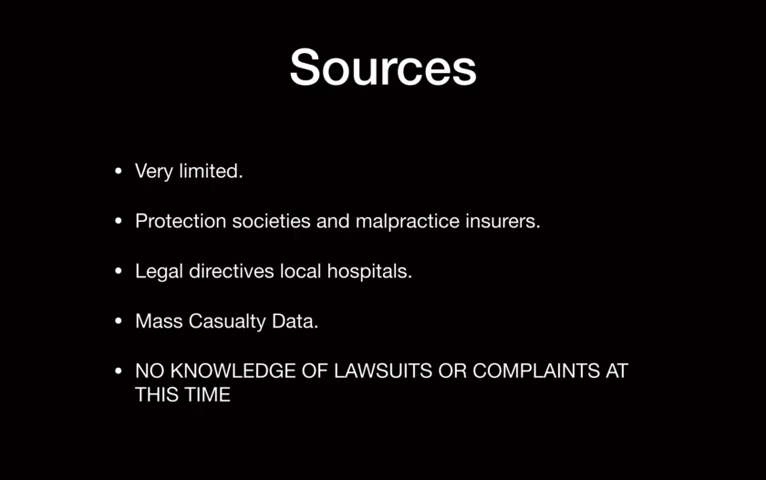 Sources
• Very limited.
• Protection societies and malpractice insurers.
• Legal directives local hospitals.
• Mass Casualty Data.
• NO KNOWLEDGE OF LAWSUITS OR COMPLAINTS AT
THIS TIME